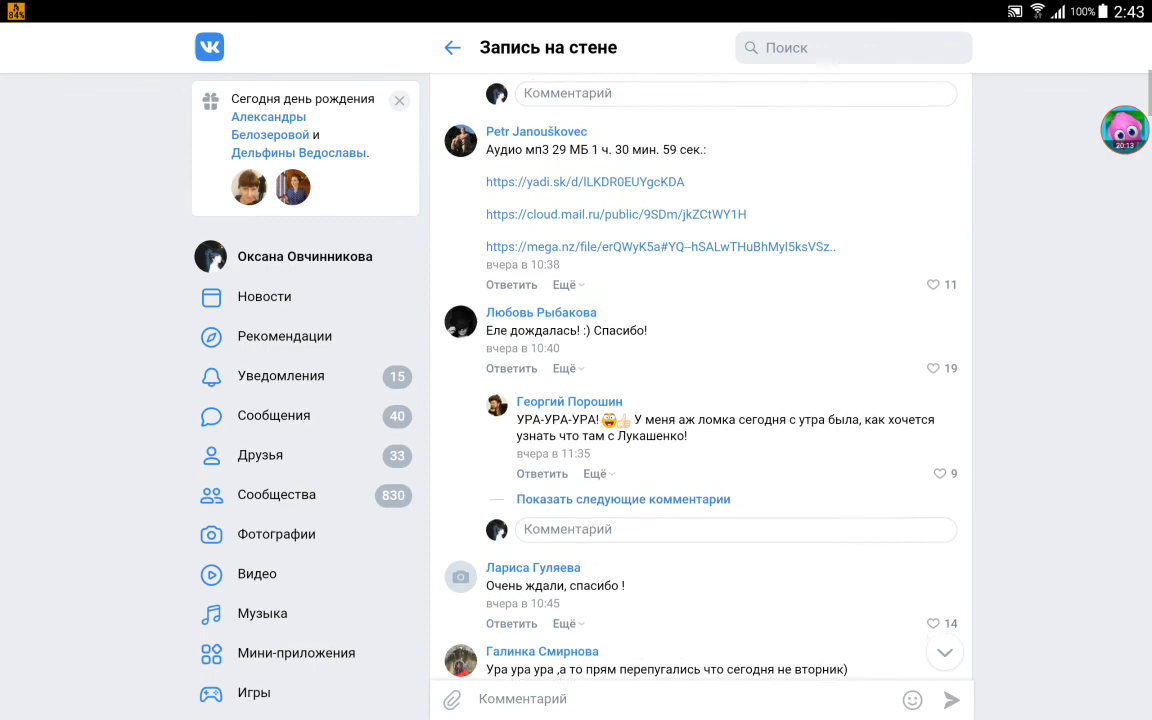 84%
100%
2:43
Запись на стене
Поиск
Сегодня день рождения
Александры
Белозеровой и
Дельфины Ведославы.
Оксана Овчинникова
Новости
Рекомендации
Уведомления 15
Сообщения 40
Друзья 33
Сообщества 830
Фотографии
Видео
Музыка
Мини-приложения
Игры
Комментарий
Petr Janouškovec
Аудио мп3 29 МБ 1 ч. 30 мин. 59 сек.:
https://yadi.sk/d/lLKDR0EUYgcKDA
https://cloud.mail.ru/public/9SDm/jkZCtWY1H
https://mega.nz/file/erQWyK5a#YQ--hSALwTHuBhMyl5ksVSz..
вчера в 10:38
Ответить Ещё 11
Любовь Рыбакова
Еле дождалась! :) Спасибо!
вчера в 10:40
Ответить Ещё 19
Георгий Порошин
УРА-УРА-УРА! 🤪👍 У меня аж ломка сегодня с утра была, как хочется
узнать что там с Лукашенко!
вчера в 11:35
Ответить Ещё 9
Показать следующие комментарии
Комментарий
Лариса Гуляева
Очень ждали, спасибо !
вчера в 10:45
Ответить Ещё 14
Галинка Смирнова
Ура ура ура ,а то прям перепугались что сегодня не вторник)
Комментарий
20:13